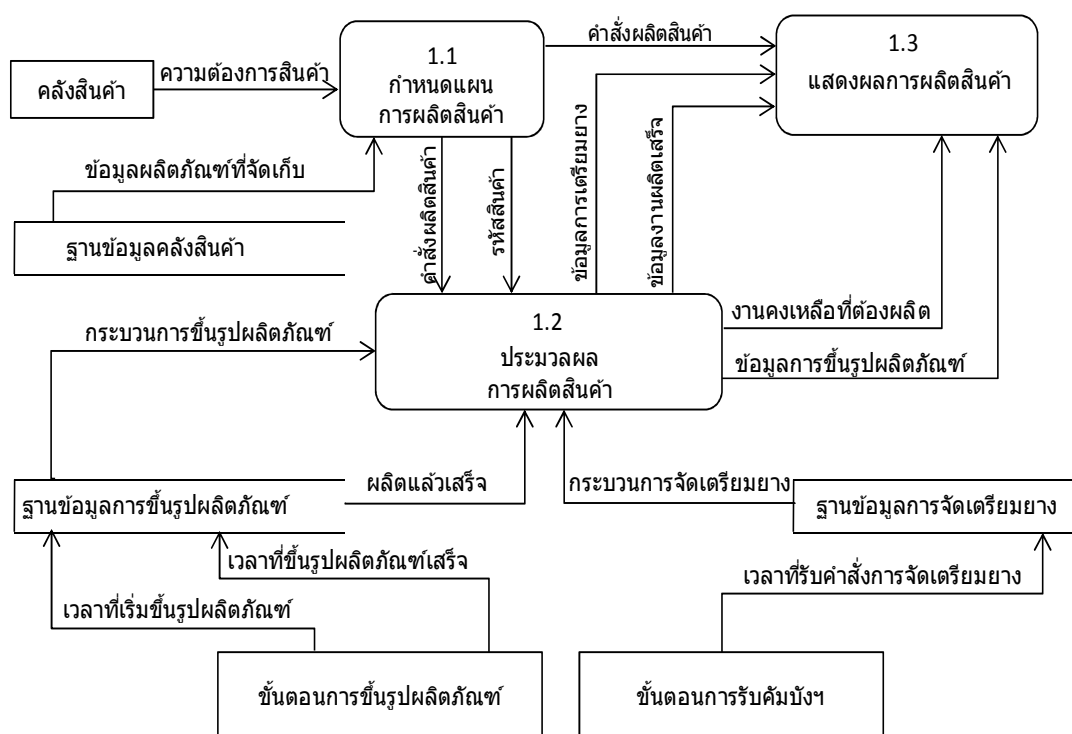 คลังสินค้า
ความต้องการสินค้า
1.1
กำหนดแผน
การผลิตสินค้า
คำสั่งผลิตสินค้า
1.3
แสดงผลการผลิตสินค้า
ข้อมูลผลิตภัณฑ์ที่จัดเก็บ
ฐานข้อมูลคลังสินค้า
คำสั่งผลิตสินค้า
รหัสสินค้า
ข้อมูลการเตรียมยาง
ข้อมูลงานผลิตเสร็จ
กระบวนการขึ้นรูปผลิตภัณฑ์
1.2
ประมวลผล
การผลิตสินค้า
งานคงเหลือที่ต้องผลิต
ข้อมูลการขึ้นรูปผลิตภัณฑ์
ผลิตแล้วเสร็จ
กระบวนการจัดเตรียมยาง
ฐานข้อมูลการขึ้นรูปผลิตภัณฑ์
ฐานข้อมูลการจัดเตรียมยาง
เวลาที่ขึ้นรูปผลิตภัณฑ์เสร็จ
เวลาที่รับคำสั่งการจัดเตรียมยาง
เวลาที่เริ่มขึ้นรูปผลิตภัณฑ์
ขั้นตอนการขึ้นรูปผลิตภัณฑ์
ขั้นตอนการรับคัมบังฯ